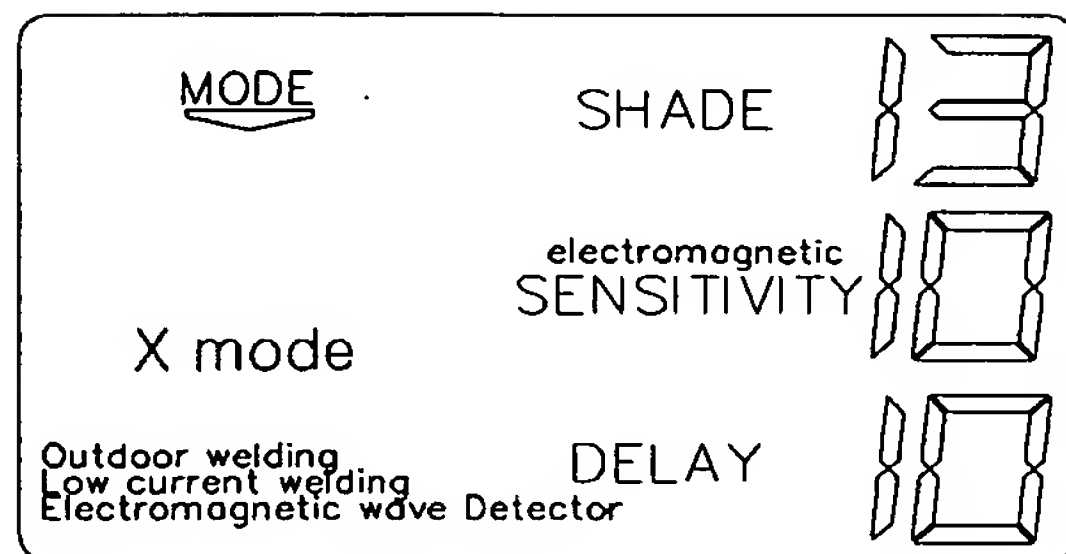 MODE
SHADE 13
electromagnetic
SENSITIVITY 10
X mode
DELAY 10
Outdoor welding
Low current welding
Electromagnetic wave Detector